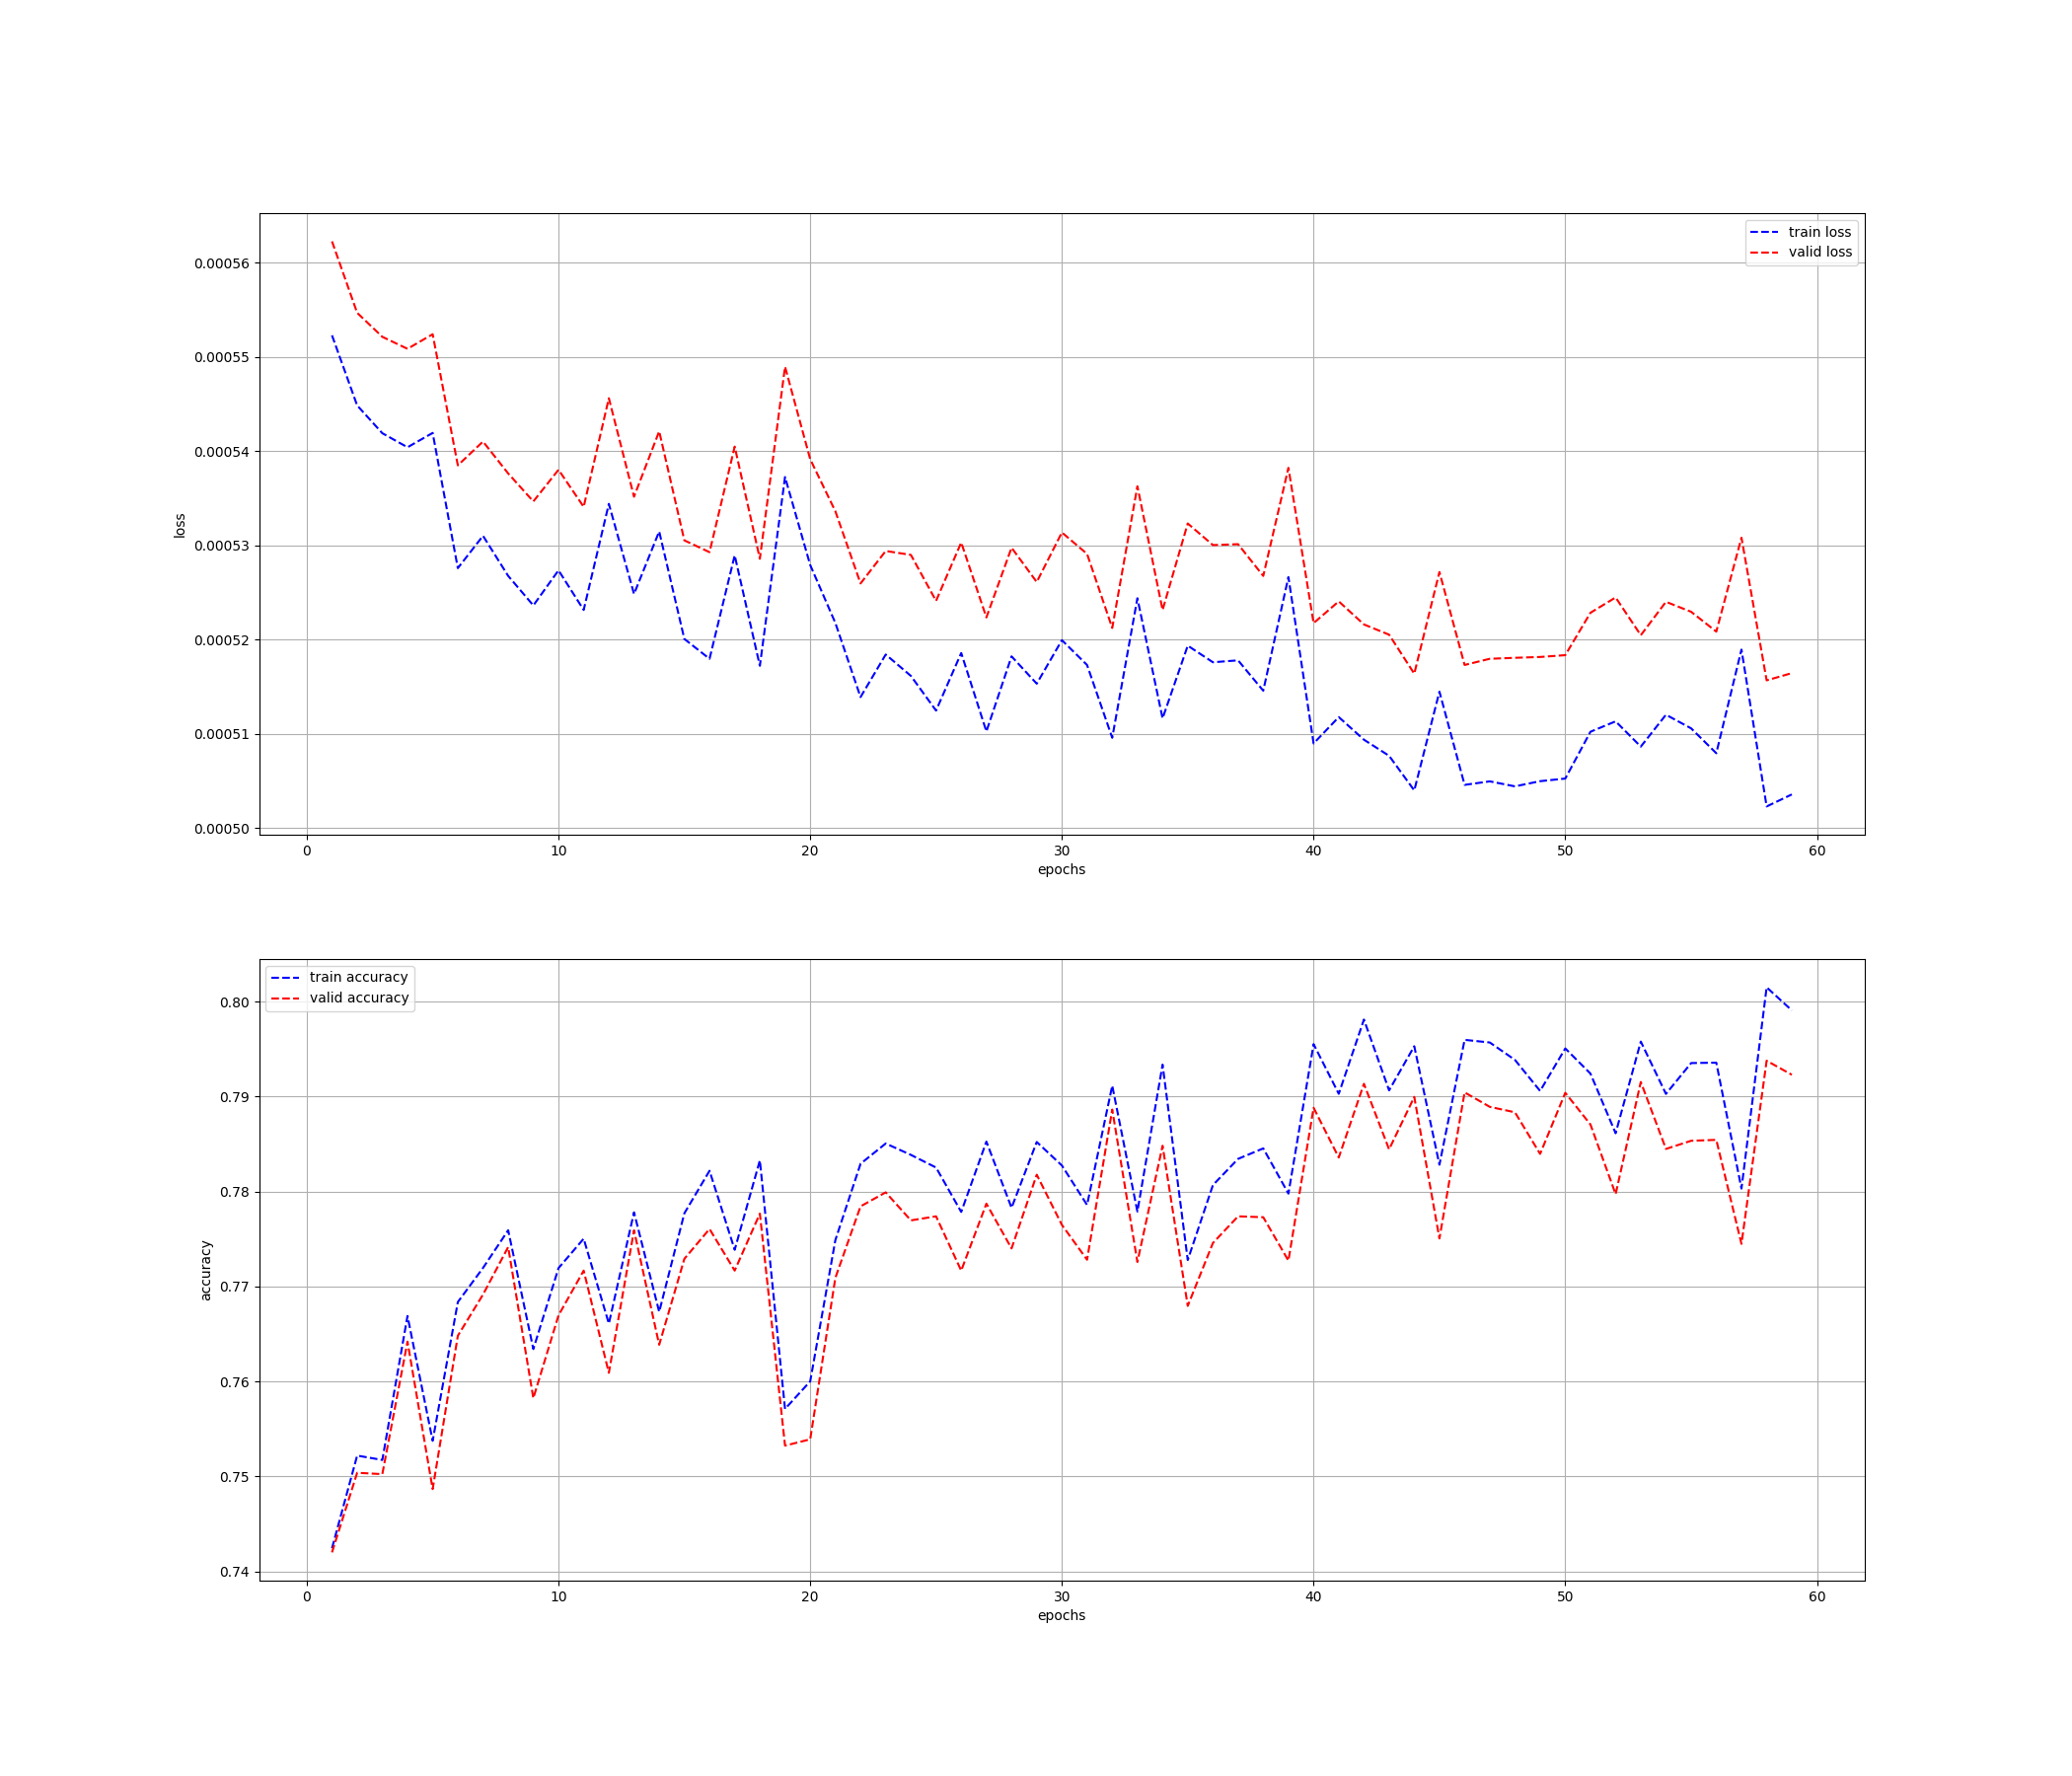 train loss
valid loss
0.00056
0.00055
0.00054
0.00053
0.00052
0.00051
0.00050
loss
0 10 20 30 40 50 60
epochs
train accuracy
valid accuracy
0.80
0.79
0.78
0.77
0.76
0.75
0.74
accuracy
0 10 20 30 40 50 60
epochs